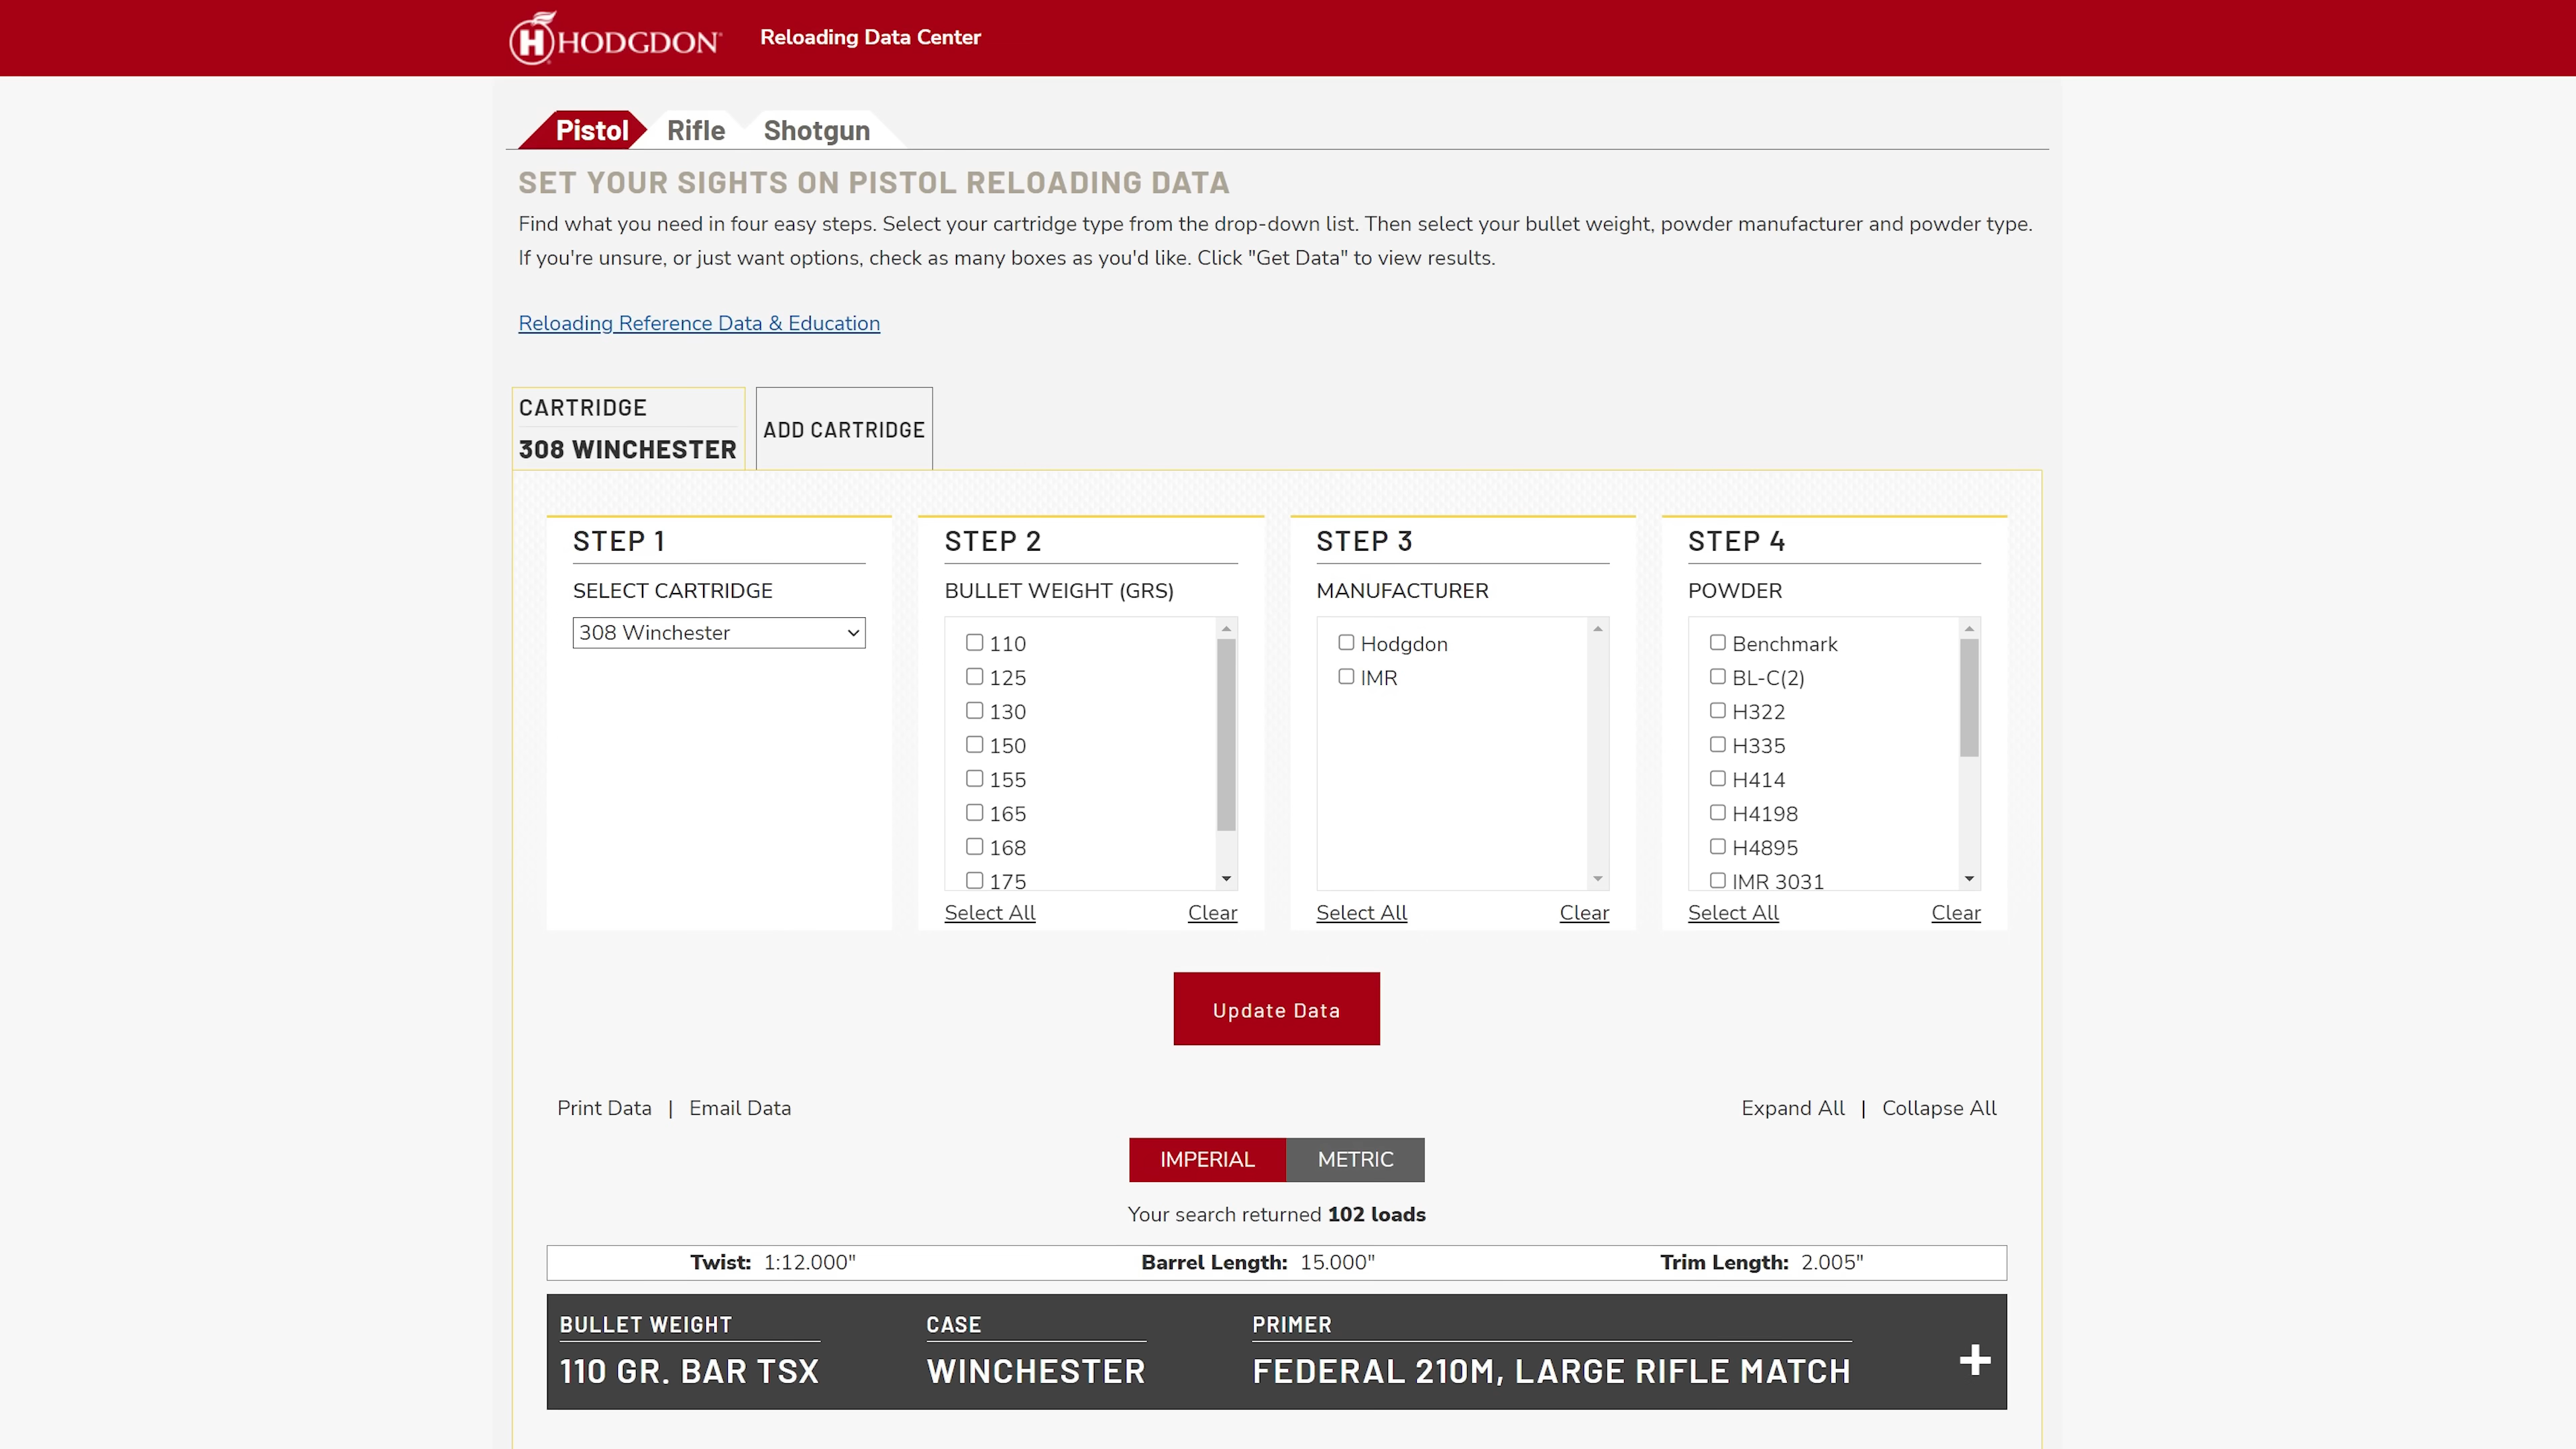 HODGDON Reloading Data Center
Pistol Rifle Shotgun
SET YOUR SIGHTS ON PISTOL RELOADING DATA
Find what you need in four easy steps. Select your cartridge type from the drop-down list. Then select your bullet weight, powder manufacturer and powder type.
If you're unsure, or just want options, check as many boxes as you'd like. Click "Get Data" to view results.
Reloading Reference Data & Education
CARTRIDGE
308 WINCHESTER
ADD CARTRIDGE
STEP 1
SELECT CARTRIDGE
308 Winchester
STEP 2
BULLET WEIGHT (GRS)
110
125
130
150
155
165
168
175
Select All Clear
STEP 3
MANUFACTURER
Hodgdon
IMR
Select All Clear
STEP 4
POWDER
Benchmark
BL-C(2)
H322
H335
H414
H4198
H4895
IMR 3031
Select All Clear
Update Data
Print Data | Email Data
Expand All | Collapse All
IMPERIAL METRIC
Your search returned 102 loads
Twist: 1:12.000" Barrel Length: 15.000" Trim Length: 2.005"
BULLET WEIGHT CASE PRIMER
110 GR. BAR TSX WINCHESTER FEDERAL 210M, LARGE RIFLE MATCH +